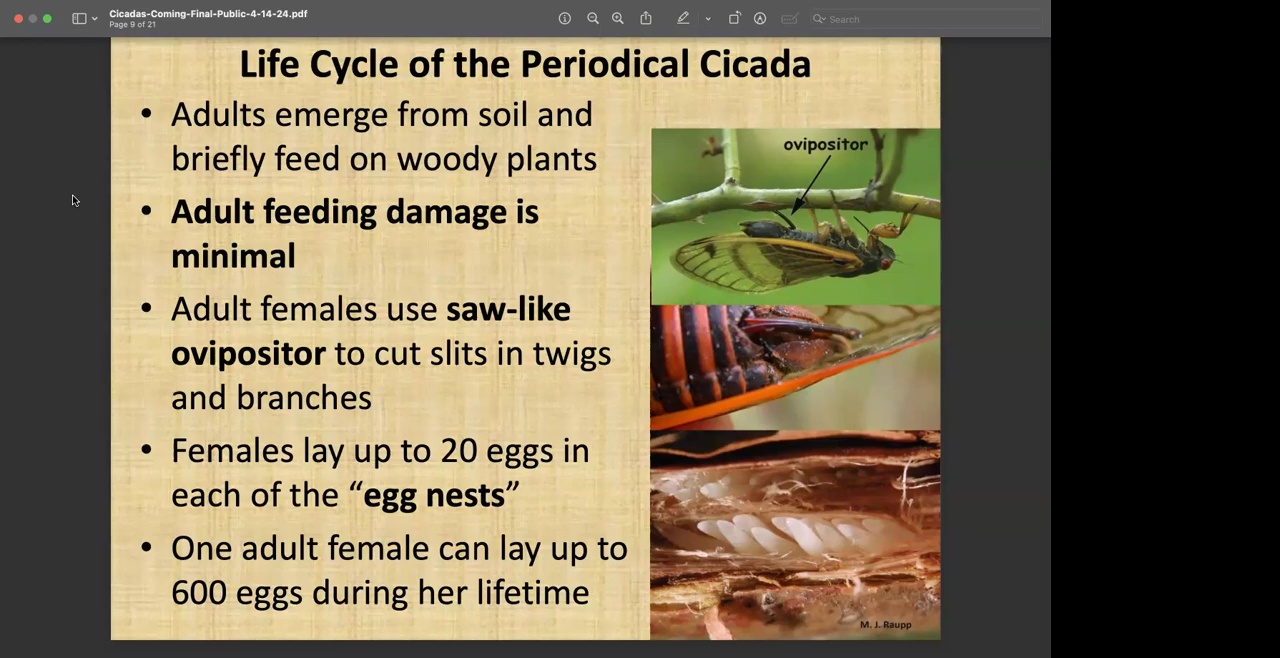 Cicadas-Coming-Final-Public-4-14-24.pdf
Page 9 of 21
Search
Life Cycle of the Periodical Cicada
• Adults emerge from soil and
briefly feed on woody plants
• Adult feeding damage is
minimal
• Adult females use saw-like
ovipositor to cut slits in twigs
and branches
• Females lay up to 20 eggs in
each of the “egg nests”
• One adult female can lay up to
600 eggs during her lifetime
ovipositor
M. J. Raupp